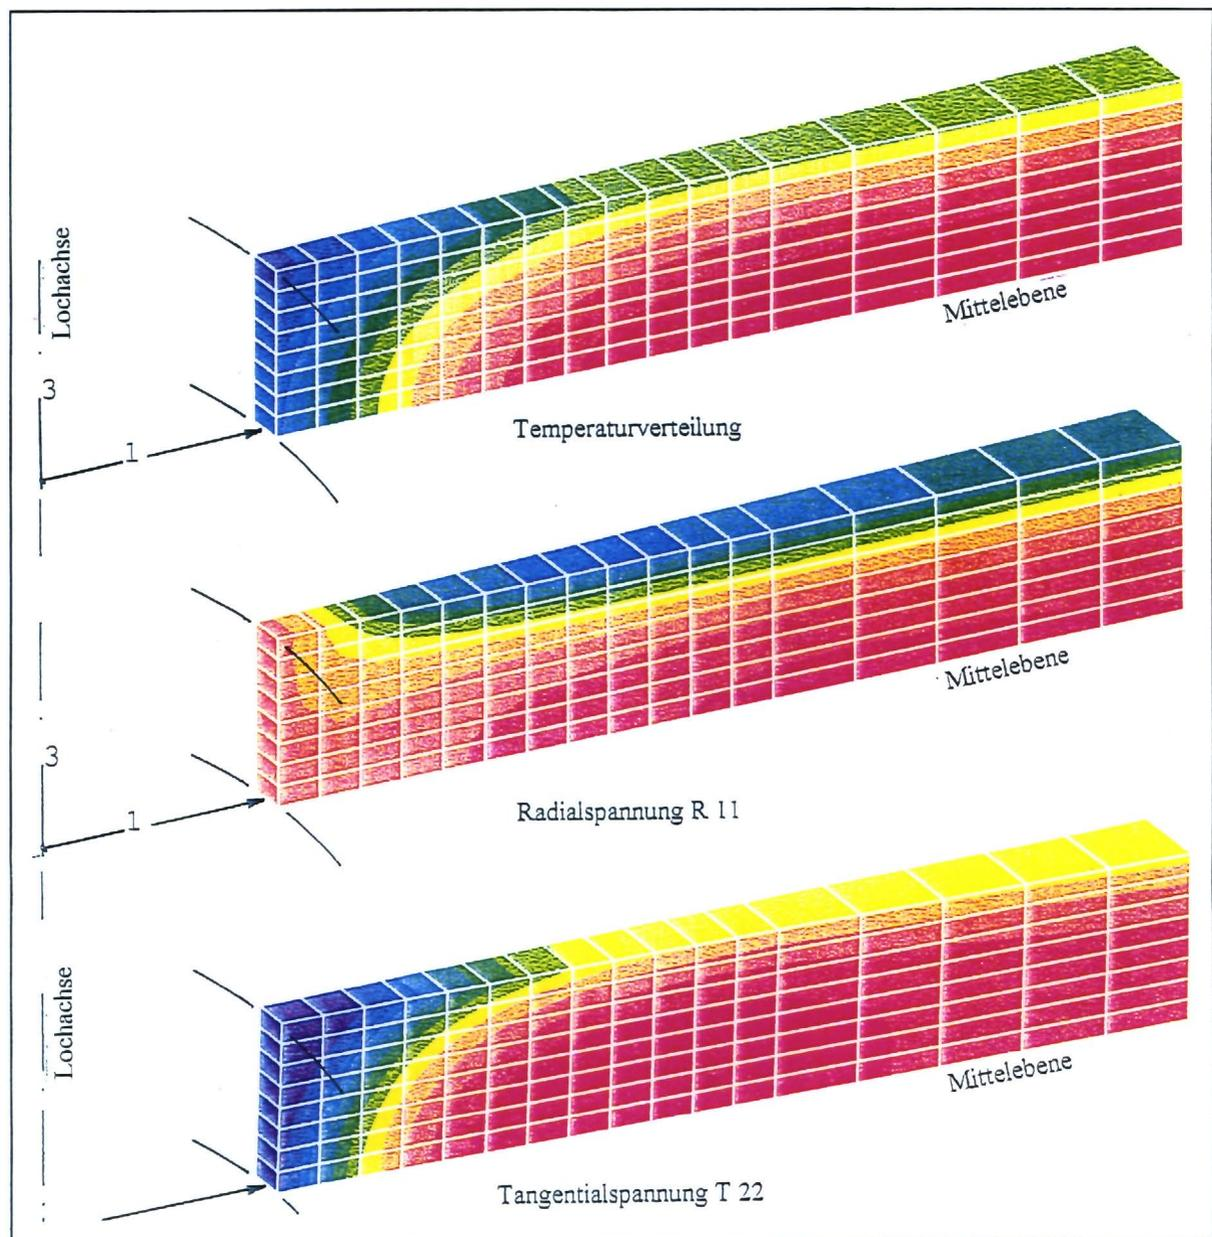 Lochachse
3
1
Mittelebene
Temperaturverteilung
3
1
Mittelebene
Radialspannung R 11
Lochachse
Mittelebene
Tangentialspannung T 22